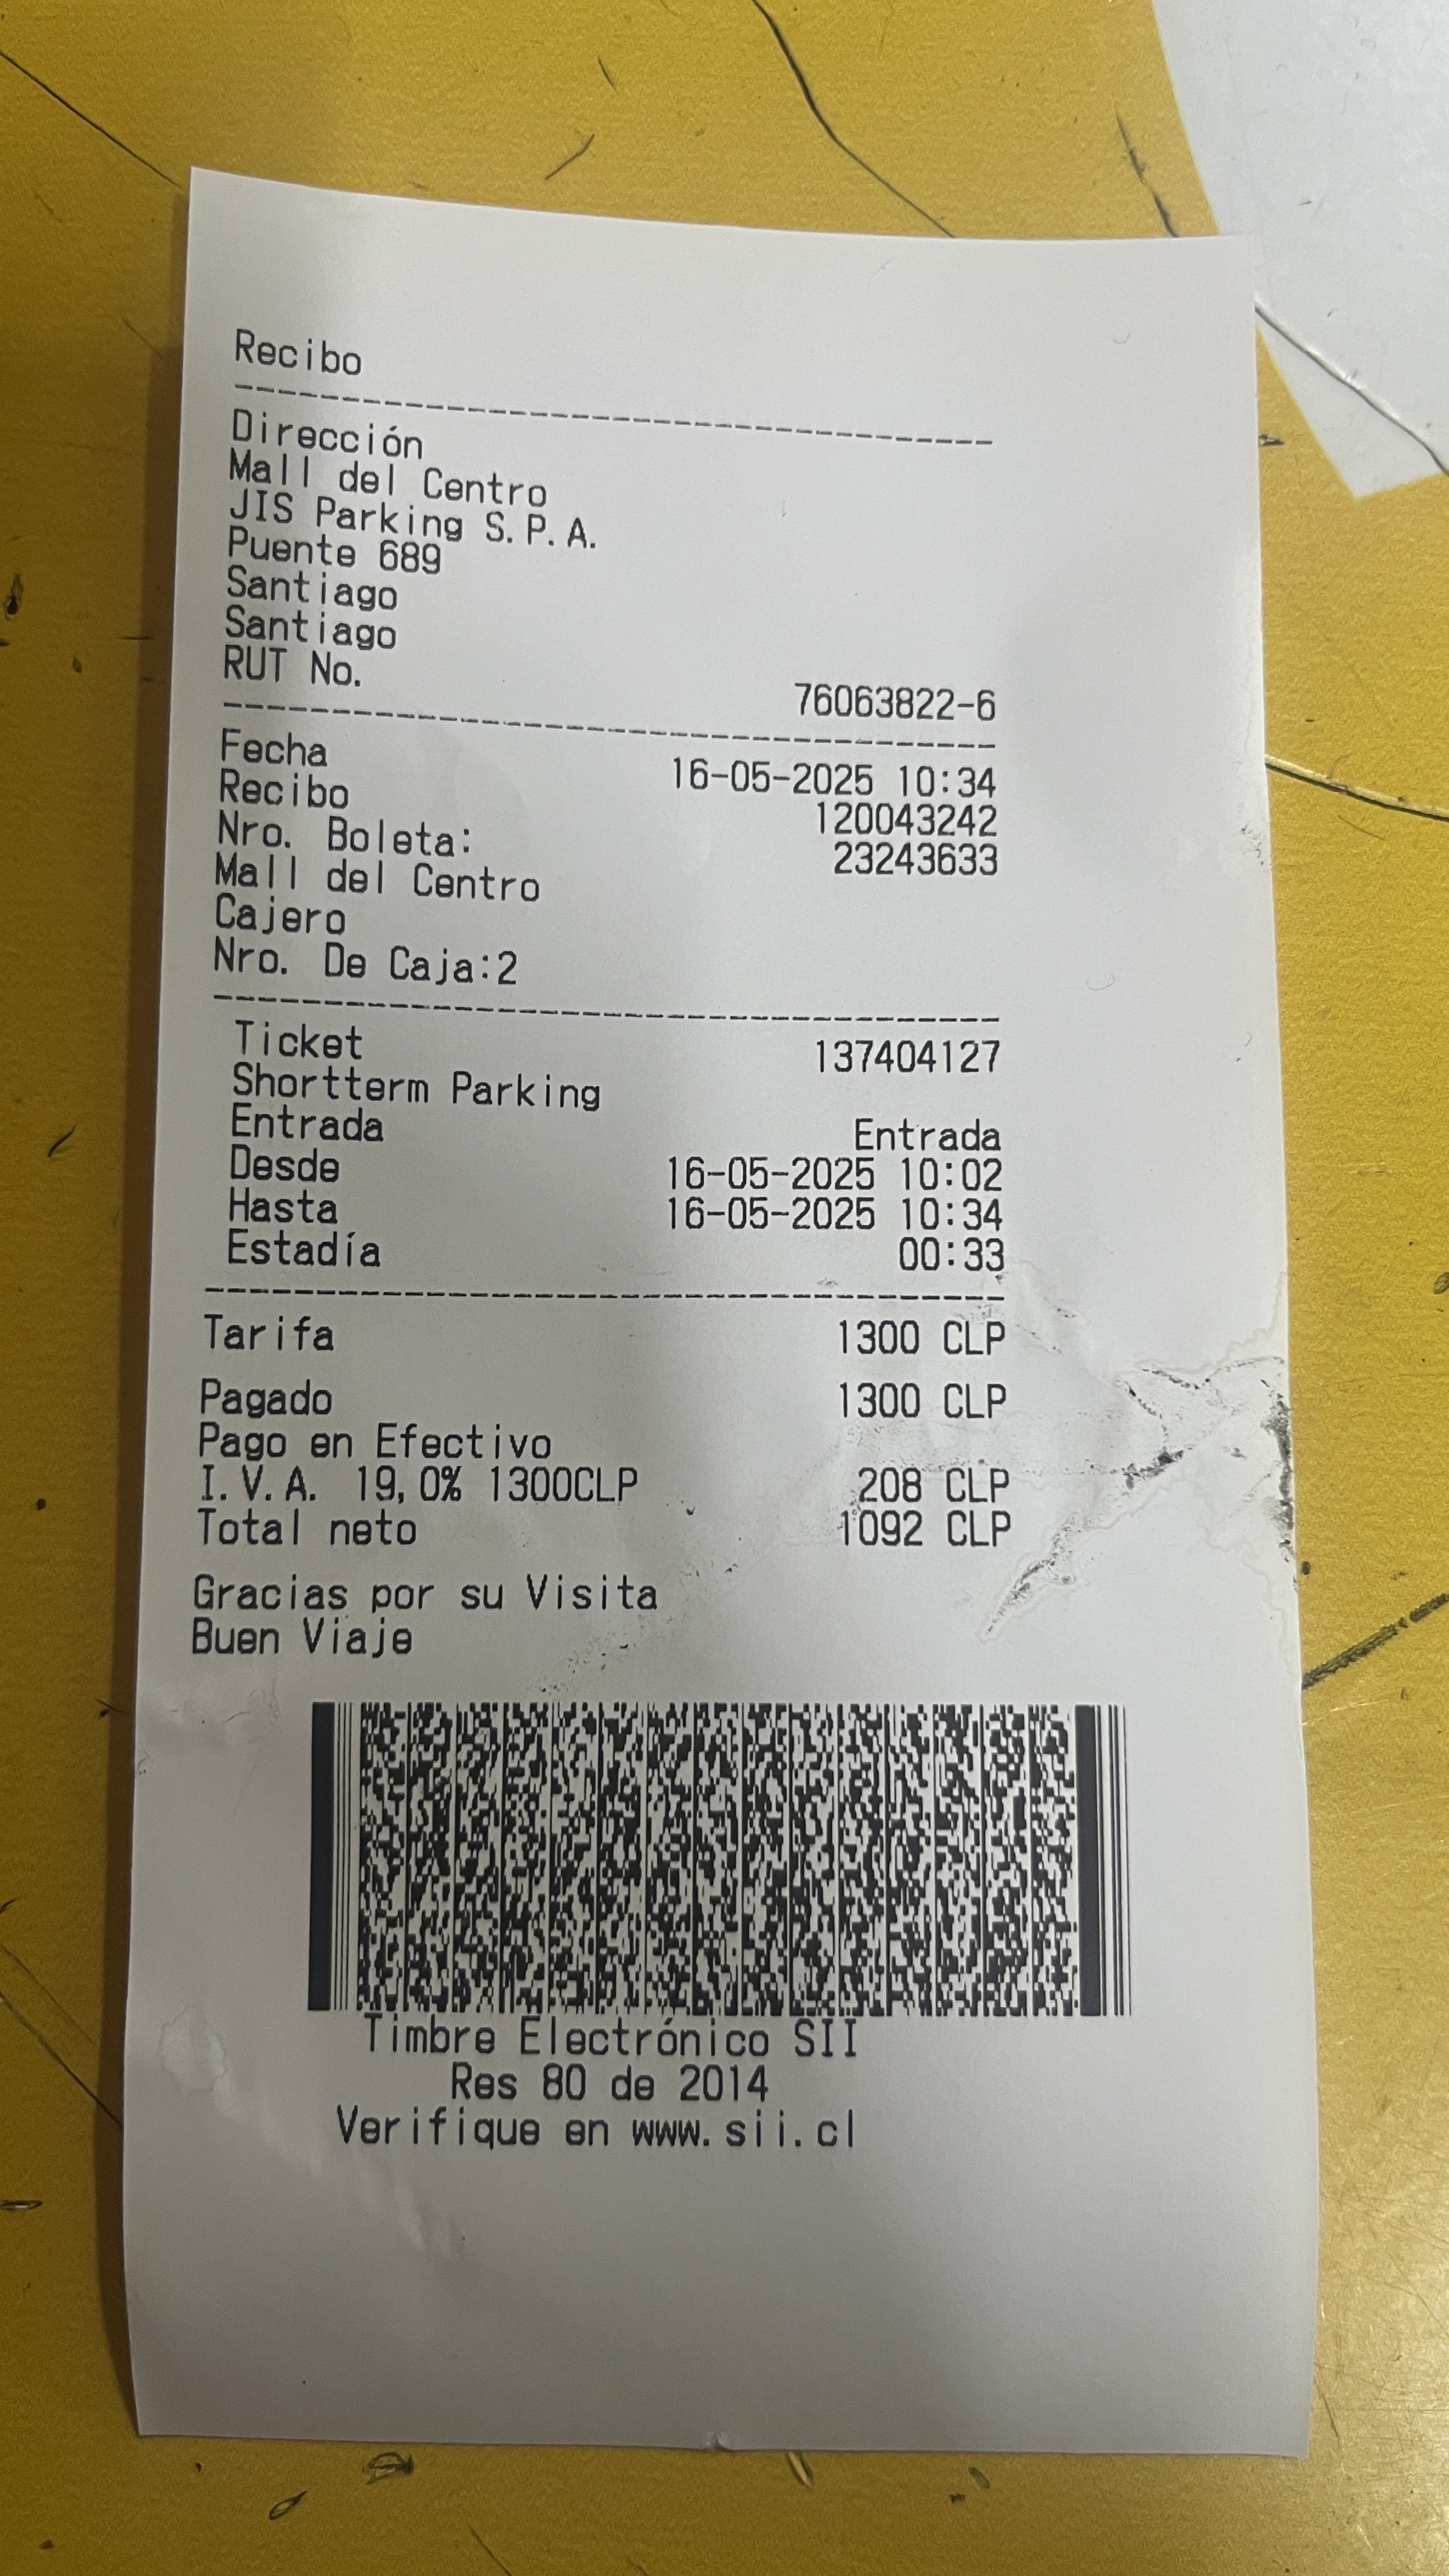 Recibo
Dirección
Mall del Centro
JIS Parking S.P.A.
Puente 689
Santiago
Santiago
RUT No. 76063822-6
Fecha 16-05-2025 10:34
Recibo 120043242
Nro. Boleta: 23243633
Mall del Centro
Cajero
Nro. De Caja:2
Ticket 137404127
Shortterm Parking
Entrada Entrada
Desde 16-05-2025 10:02
Hasta 16-05-2025 10:34
Estadía 00:33
Tarifa 1300 CLP
Pagado 1300 CLP
Pago en Efectivo
I.V.A. 19,0% 1300CLP 208 CLP
Total neto 1092 CLP
Gracias por su Visita
Buen Viaje
Timbre Electrónico SII
Res 80 de 2014
Verifique en www.sii.cl